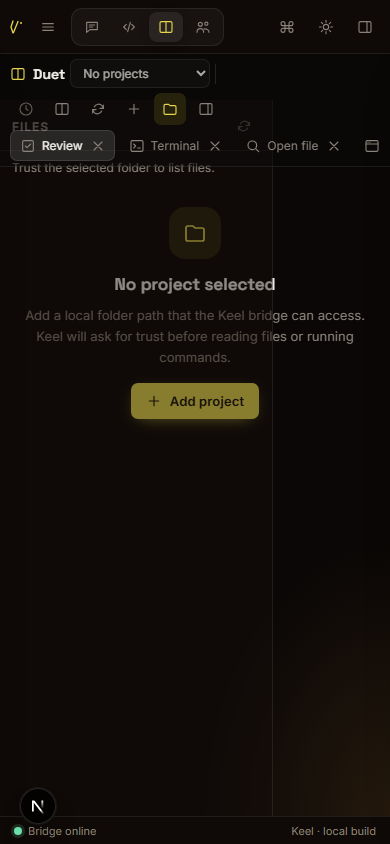 Duet
No projects
FILES
Review
Terminal
Open file
Trust the selected folder to list files.
No project selected
Add a local folder path that the Keel bridge can access.
Keel will ask for trust before reading files or running
commands.
Add project
N
Bridge online
Keel · local build